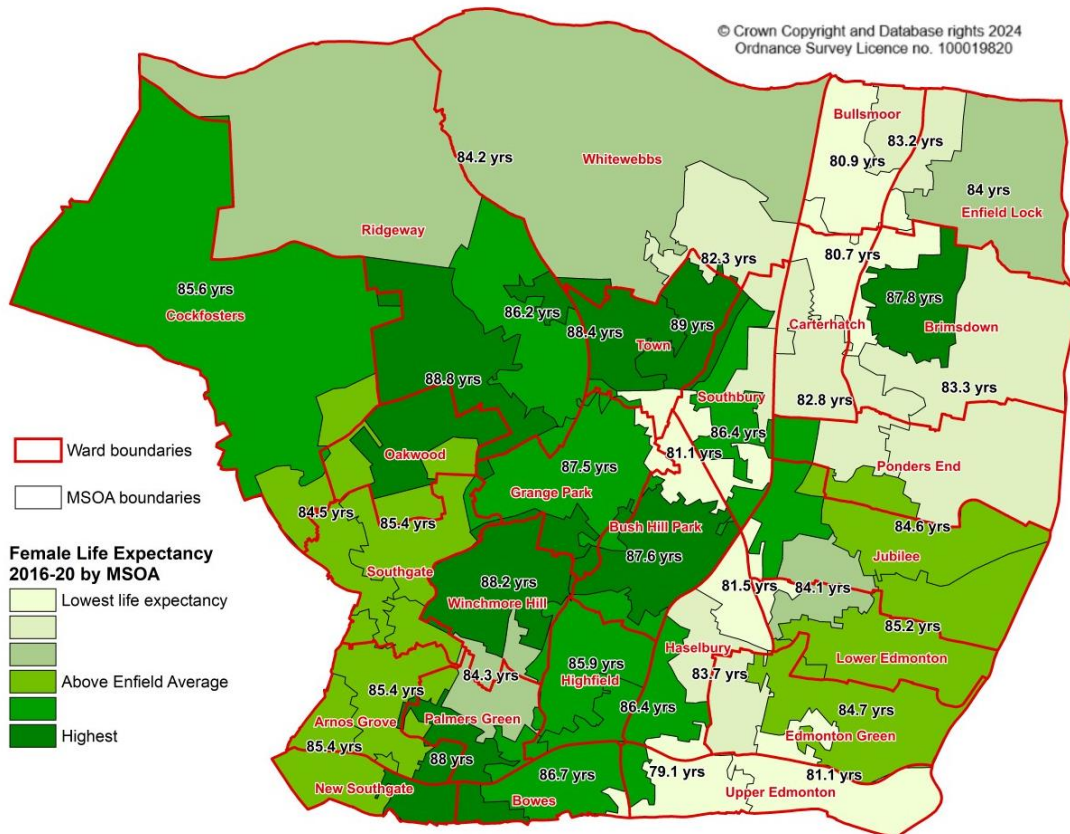 © Crown Copyright and Database rights 2024
Ordnance Survey Licence no. 100019820
Bullsmoor
83.2 yrs
84.2 yrs
Whitewebbs
80.9 yrs
84 yrs
Enfield Lock
Ridgeway
82.3 yrs
80.7 yrs
85.6 yrs
Cockfosters
86.2 yrs
87.8 yrs
88.4 yrs
89 yrs
Town
Carterhatch
Brimsdown
88.8 yrs
83.3 yrs
Southbury
82.8 yrs
86.4 yrs
Ward boundaries
Oakwood
81.1 yrs
87.5 yrs
Ponders End
MSOA boundaries
Grange Park
84.5 yrs
85.4 yrs
Bush Hill Park
84.6 yrs
Female Life Expectancy
2016-20 by MSOA
87.6 yrs
Jubilee
Southgate
88.2 yrs
81.5 yrs
84.1 yrs
Lowest life expectancy
Winchmore Hill
85.2 yrs
Haselbury
Lower Edmonton
85.9 yrs
84.3 yrs
83.7 yrs
Highfield
Above Enfield Average
85.4 yrs
86.4 yrs
84.7 yrs
Arnos Grove
Palmers Green
Edmonton Green
Highest
85.4 yrs
88 yrs
86.7 yrs
79.1 yrs
81.1 yrs
New Southgate
Bowes
Upper Edmonton